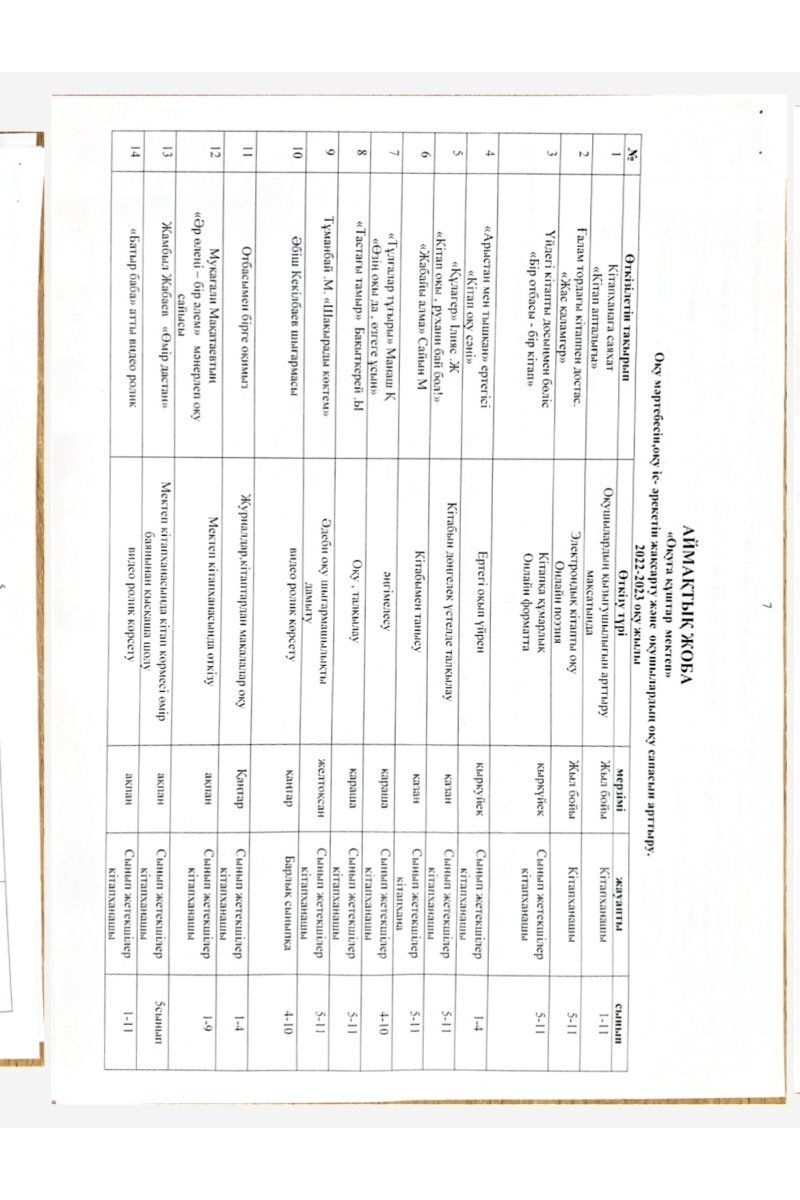 7
АЙМАҚТЫҚ ЖОБА
«Оқуға құштар мектеп»
Оқу мәртебесін,оқу іс- әрекетін жақсарту және оқушылардың оқу сапасын арттыру.
2022-2023 оқу жылы
№ Өткізілетін тақырып Өткізу түрі мерзімі жауапты сынып
1 Кітапханаға саяхат Оқушылардың қызығушылығын арттыру Жыл бойы Кітапханашы 1-11
«Кітап апталығы» мақсатында
2 Ғалам тордағы кітаппен достас. Электрондық кітапты оқу Жыл бойы Кітапханашы 5-11
«Жас қаламгер» Онлайн поэзия
3 Үйдегі кітапты досыңмен бөліс Кітапқа құмарлық қыркүйек Сынып жетекшілер 5-11
«Бір отбасы - бір кітап» Онлайн форматта кітапханашы
4 «Арыстан мен тышқан» ертегісі Ертегі оқып үйрен қыркүйек Сынып жетекшілер 1-4
«Кітап оқу сәні» кітапханашы
5 «Құлагер» Ілияс .Ж Кітабын дөңгелек үстелде талқылау қазан Сынып жетекшілер 5-11
«Кітап оқы , рухани бай бол!» кітапханашы
6 «Жабайы алма» Сайын М Кітабымен танысу қазан Сынып жетекшілер 5-11
кітапхана
7 «Тұлғалар тұғыры» Манаш Қ әңгімелесу қараша Сынып жетекшілер 4-10
«Өзің оқы да , өзгеге ұсын» кітапханашы
8 «Тастағы тамыр» Бақыткерей .Ы Оқу , талқылау қараша Сынып жетекшілер 5-11
кітапханашы
9 Тұманбай .М. «Шақырады көктем» Әдеби оқу шығармашылықты желтоқсан Сынып жетекшілер 5-11
дамыту кітапханашы
10 Әбіш Кекілбаев шығармасы видео ролик көрсету қаңтар Барлық сыныпқа 4-10
11 Отбасымен бірге оқимыз Журналдар,кітаптардан мақалалар оқу Қаңтар Сынып жетекшілер 1-4
кітапханашы
12 Мұқағали Мақатаевтың Мектеп кітапханасында өткізу ақпан Сынып жетекшілер 1-9
«Әр өлеңі – бір әлем» мәнерлеп оқу кітапханашы
сайысы
13 Жамбыл Жабаев «Өмір дастан» Мектеп кітапханасында кітап көрмесі өмір ақпан Сынып жетекшілер 5сынып
баянынан қысқаша шолу кітапханашы
14 «Батыр баба» атты видео ролик видео ролик көрсету ақпан Сынып жетекшілер 1-11
кітапханашы